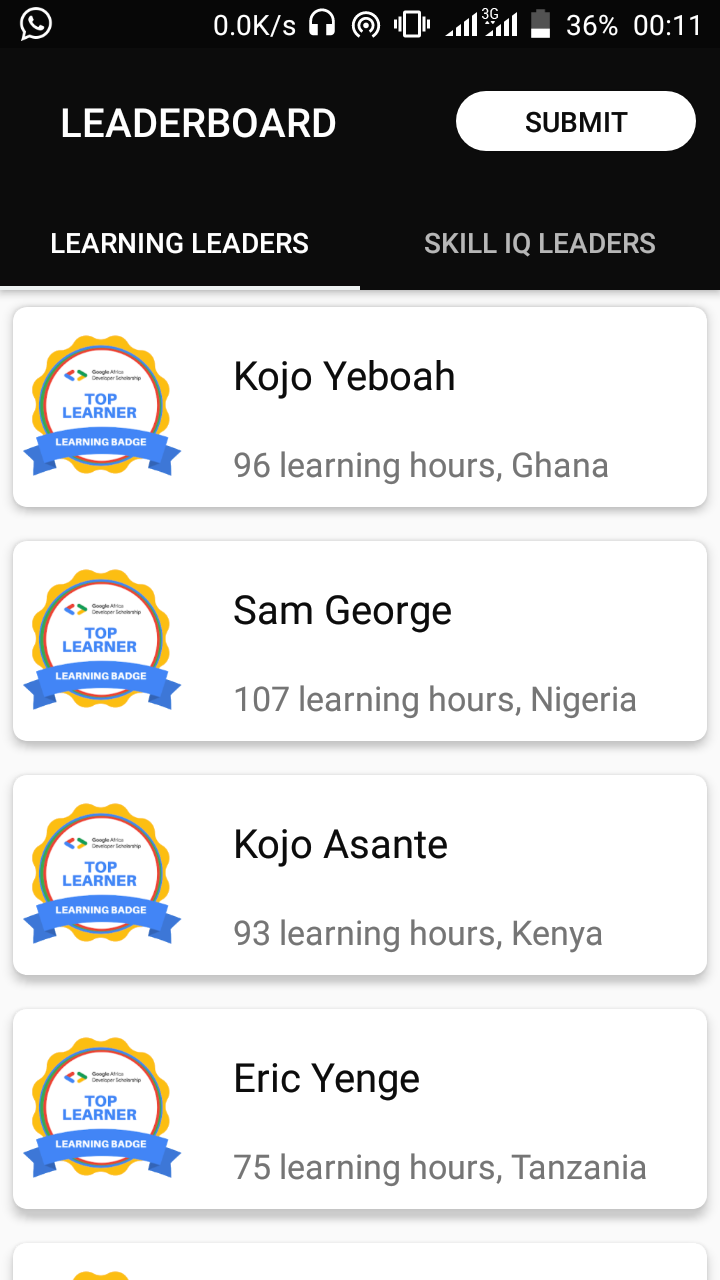 0.0K/s 3G 36% 00:11
LEADERBOARD
SUBMIT
LEARNING LEADERS
SKILL IQ LEADERS
Google Africa
Developer Scholarship
TOP
LEARNER
LEARNING BADGE
Kojo Yeboah
96 learning hours, Ghana
Google Africa
Developer Scholarship
TOP
LEARNER
LEARNING BADGE
Sam George
107 learning hours, Nigeria
Google Africa
Developer Scholarship
TOP
LEARNER
LEARNING BADGE
Kojo Asante
93 learning hours, Kenya
Google Africa
Developer Scholarship
TOP
LEARNER
LEARNING BADGE
Eric Yenge
75 learning hours, Tanzania